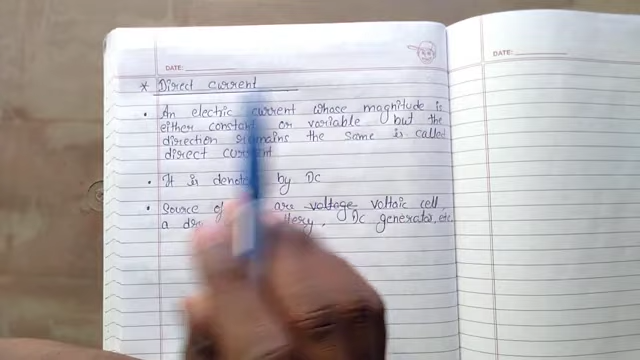 DATE:
DATE:
* Direct current
• An electric current whose magnitude is
either constant or variable but the
direction remains the same is called
direct current
• It is denoted by DC
• Source of are voltage voltaic cell
a battery, DC generator, etc.